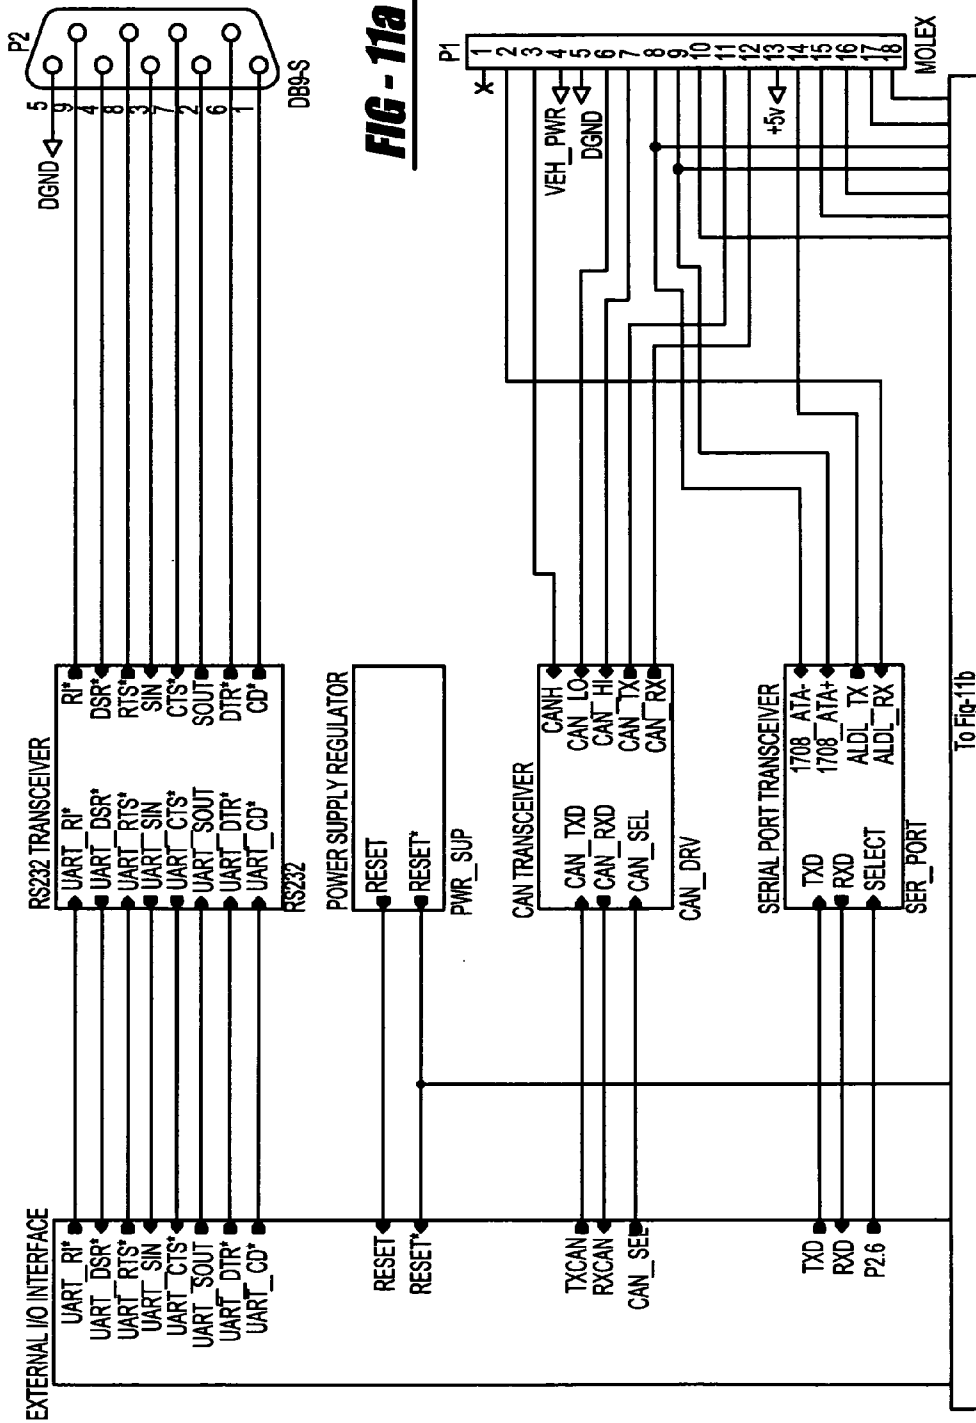 EXTERNAL I/O INTERFACE
UART_RI*
UART_DSR*
UART_RTS*
UART_SIN
UART_CTS*
UART_SOUT
UART_DTR*
UART_CD*
RESET
RESET*
TXCAN
RXCAN
CAN_SEL
TXD
RXD
P2.6
RS232 TRANSCEIVER
UART_RI*
UART_DSR*
UART_RTS*
UART_SIN
UART_CTS*
UART_SOUT
UART_DTR*
UART_CD*
RI*
DSR*
RTS*
SIN
CTS*
SOUT
DTR*
CD*
RS232
POWER SUPPLY REGULATOR
RESET
RESET*
PWR_SUP
CAN TRANSCEIVER
CAN_TXD
CAN_RXD
CAN_SEL
CANH
CAN_LO
CAN_HI
CAN_TX
CAN_RX
CAN_DRV
SERIAL PORT TRANSCEIVER
TXD
RXD
SELECT
1708_ATA-
1708_ATA+
ALDL_TX
ALDL_RX
SER_PORT
P2
DGND
5
9
4
8
3
7
2
6
1
DB9-S
FIG - 11a
P1
X
VEH_PWR
DGND
+5v
1
2
3
4
5
6
7
8
9
10
11
12
13
14
15
16
17
18
MOLEX
To Fig-11b